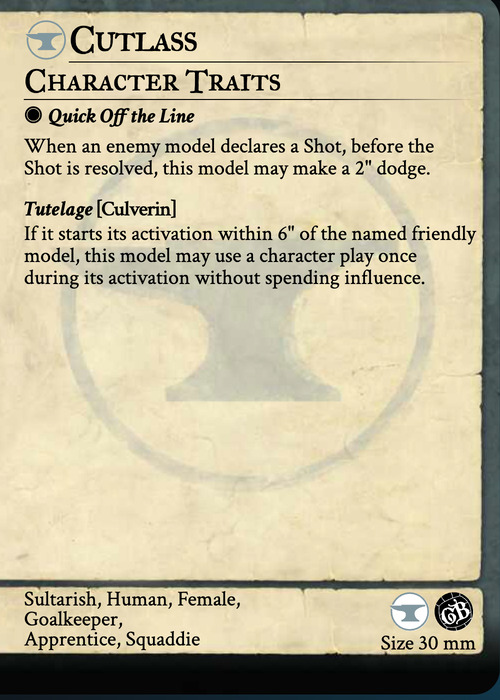 Cutlass
Character Traits
Quick Off the Line
When an enemy model declares a Shot, before the
Shot is resolved, this model may make a 2" dodge.
Tutelage [Culverin]
If it starts its activation within 6" of the named friendly
model, this model may use a character play once
during its activation without spending influence.
Sultarish, Human, Female,
Goalkeeper,
Apprentice, Squaddie
GB
Size 30 mm